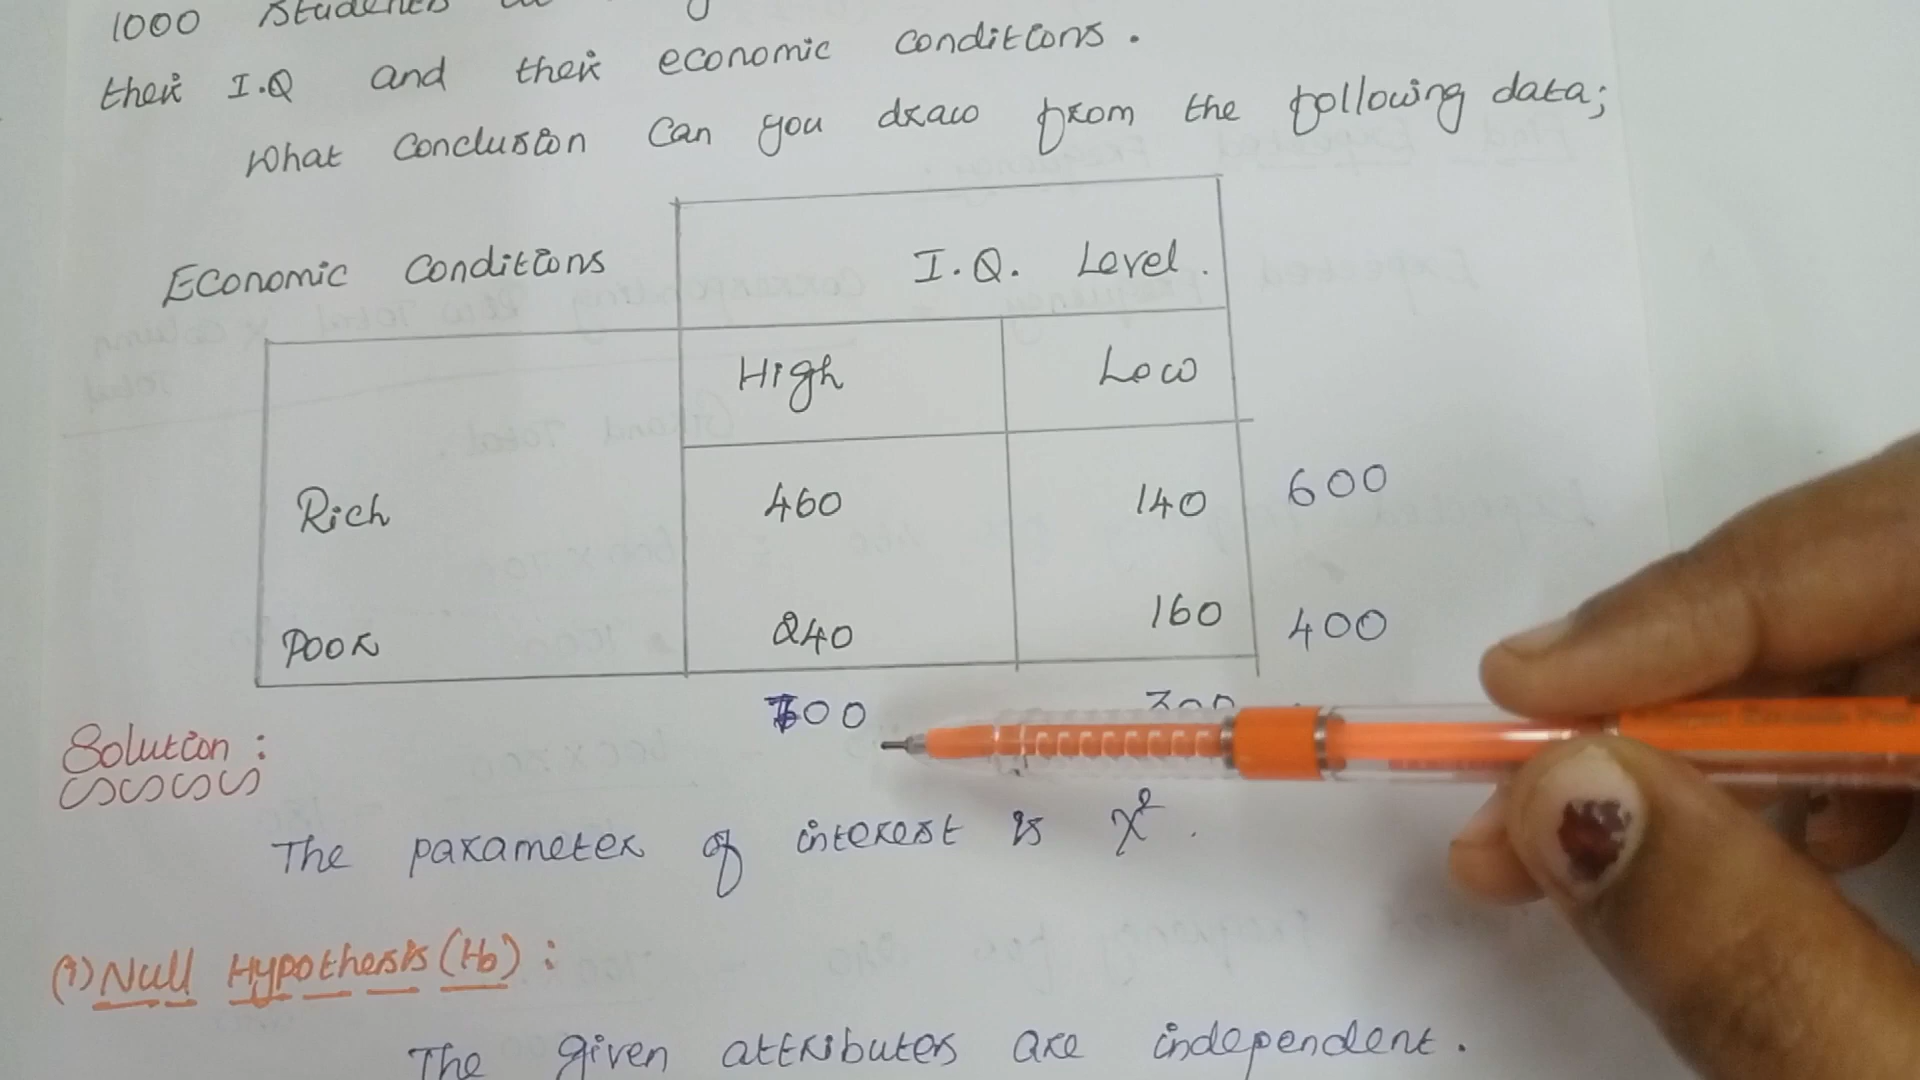 1000 students
their I.Q and their economic conditions.
What conclusion can you draw from the following data;
Economic Conditions I.Q. Level.
High Low
Rich 460 140 600
Poor 240 160 400
700 300
Solution:
The parameter of interest is χ².
(i) Null Hypothesis (H₀):
The given attributes are independent.